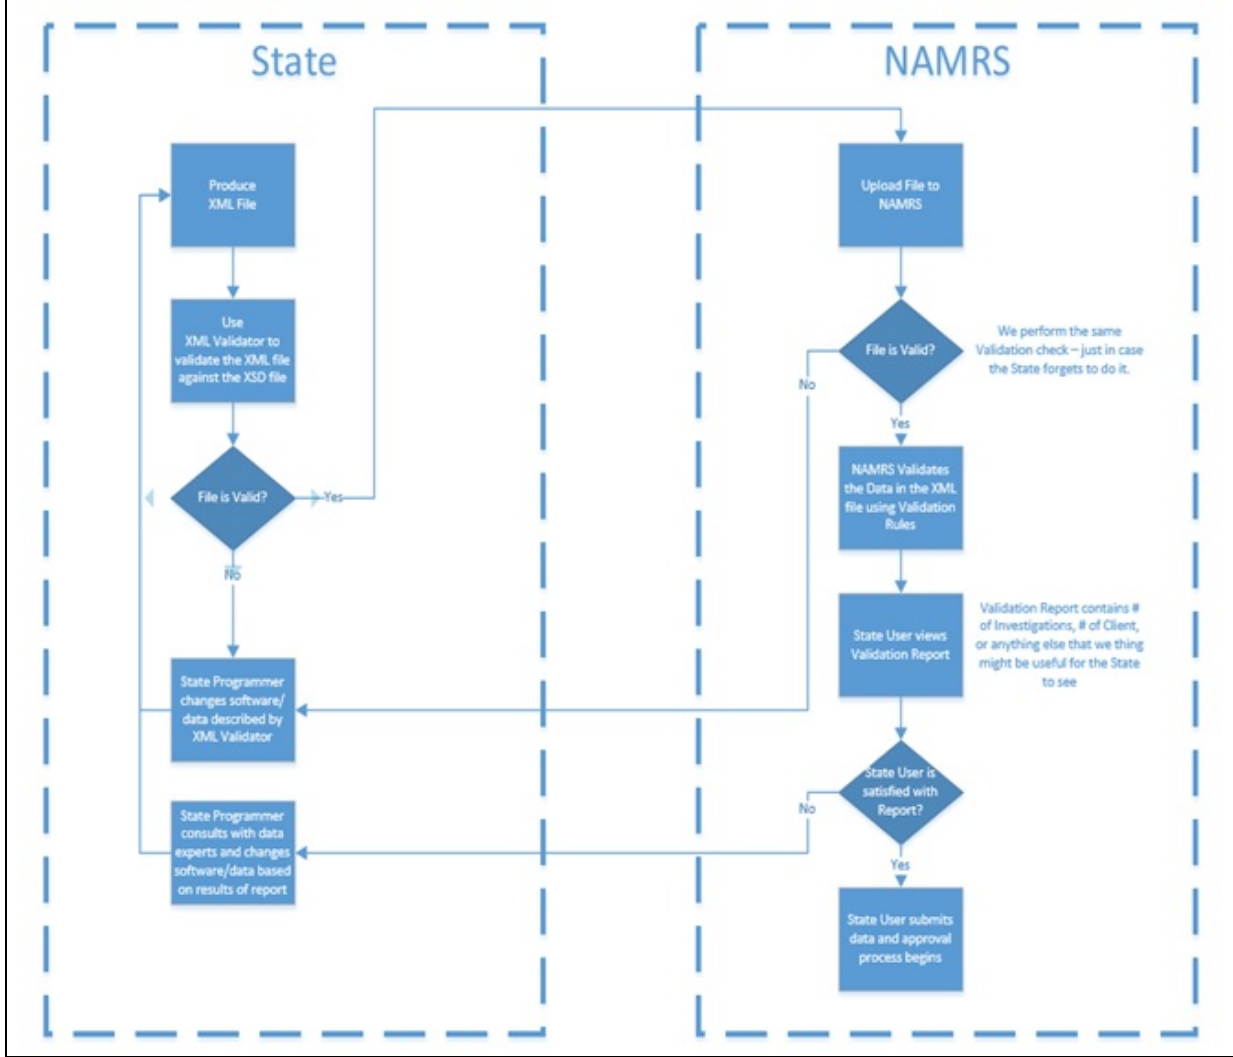 State
Produce
XML File
Use
XML Validator to
validate the XML file
against the XSD file
File is Valid?
Yes
No
State Programmer
changes software/
data described by
XML Validator
State Programmer
consults with data
experts and changes
software/data based
on results of report
NAMRS
Upload File to
NAMRS
File is Valid?
We perform the same
Validation check – just in case
the State forgets to do it.
No
Yes
NAMRS Validates
the Data in the XML
file using Validation
Rules
State User views
Validation Report
Validation Report contains #
of Investigations, # of Client,
or anything else that we thing
might be useful for the State
to see
State User is
satisfied with
Report?
No
Yes
State User submits
data and approval
process begins